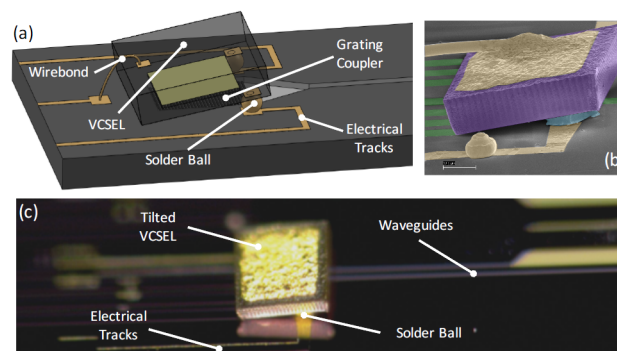 (a)
Wirebond
VCSEL
Solder Ball
Grating
Coupler
Electrical
Tracks
(b)
(c)
Tilted
VCSEL
Waveguides
Electrical
Tracks
Solder Ball